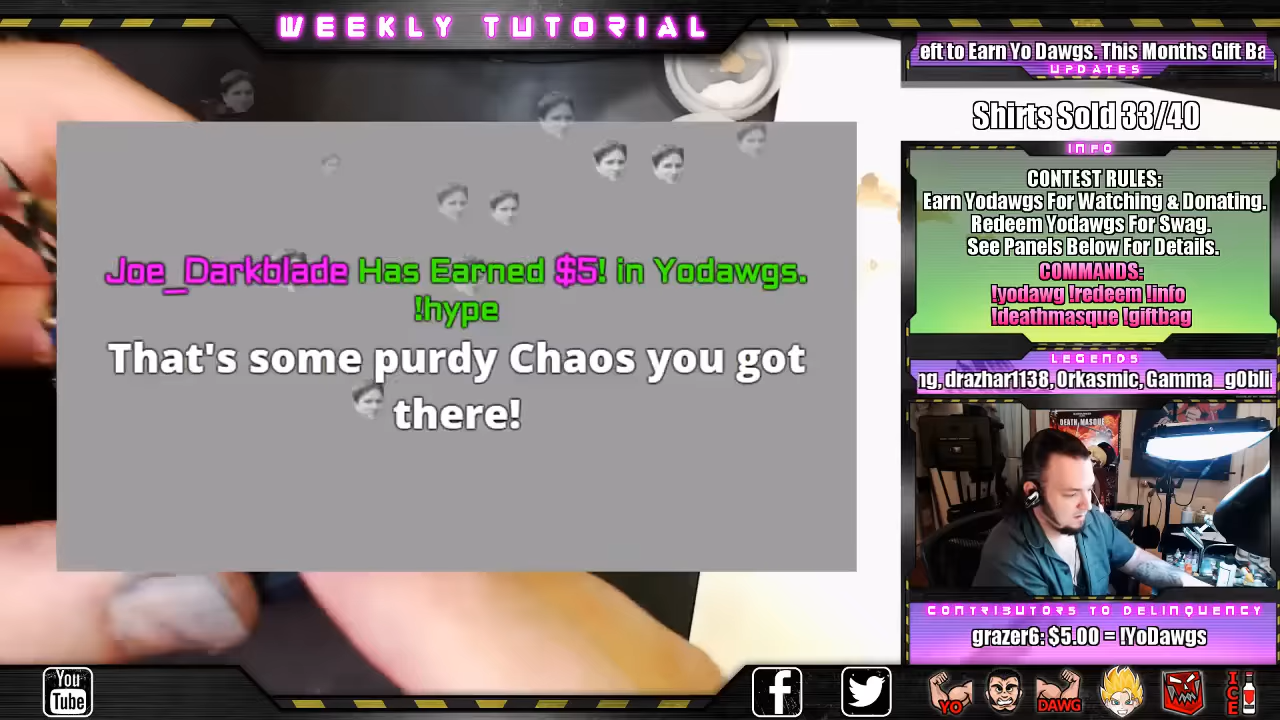 WEEKLY TUTORIAL
eft to Earn Yo Dawgs. This Months Gift Ba
UPDATES
Shirts Sold 33/40
INFO
CONTEST RULES:
Earn Yodawgs For Watching & Donating.
Redeem Yodawgs For Swag.
See Panels Below For Details.
COMMANDS:
!yodawg !redeem !info
!deathmasque !giftbag
Joe_Darkblade Has Earned $5! in Yodawgs.
!hype
That's some purdy Chaos you got
there!
LEGENDS
ng, drazhar1138, Orkasmic, Gamma_g0bli
DEATH MASQUE
CONTRIBUTORS TO DELINQUENCY
grazer6: $5.00 = !YoDawgs
You
Tube
YO
DAWG
ICE